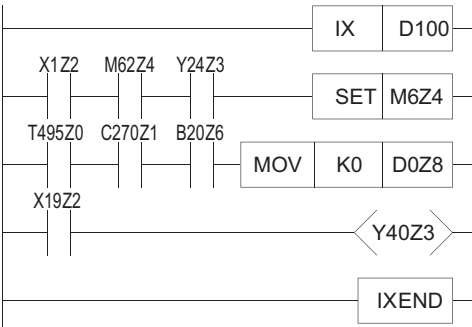 IX D100
X1Z2 M62Z4 Y24Z3
SET M6Z4
T495Z0 C270Z1 B20Z6
MOV K0 D0Z8
X19Z2
Y40Z3
IXEND